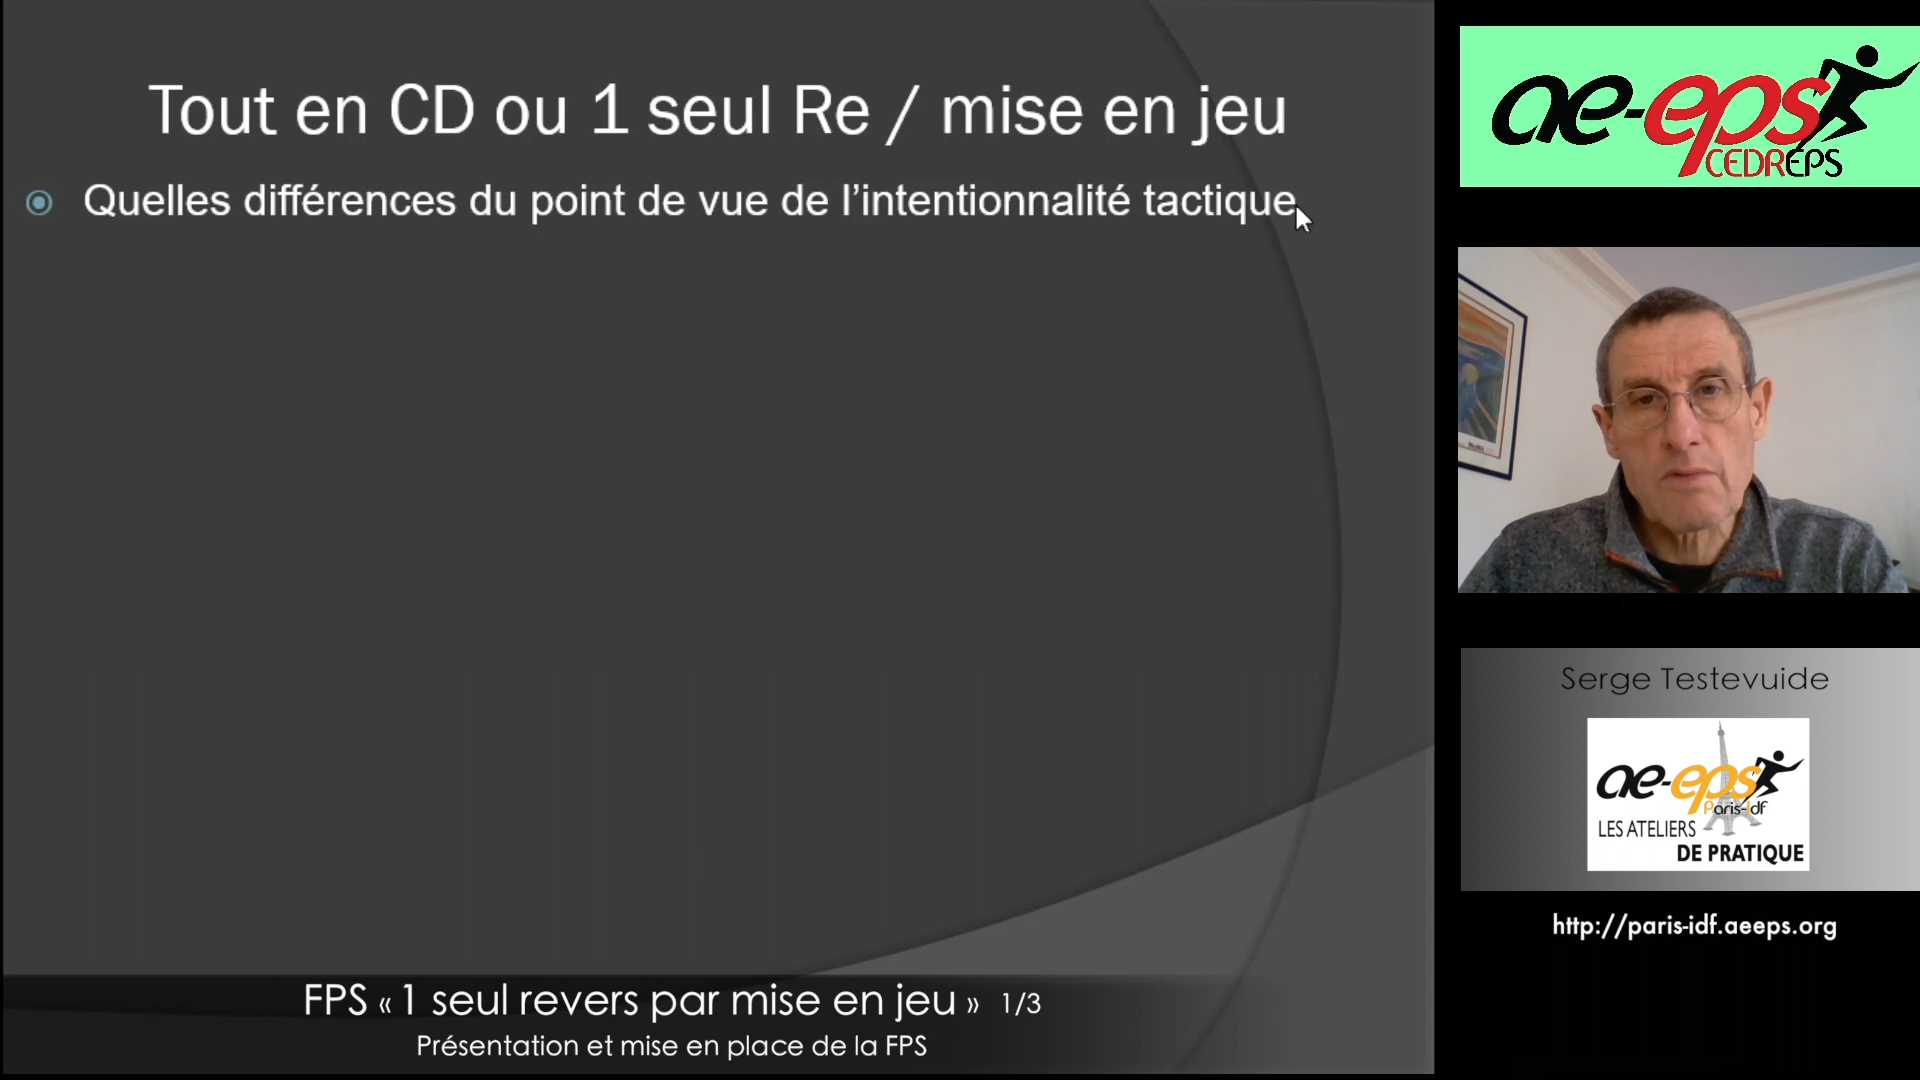 Tout en CD ou 1 seul Re / mise en jeu
Quelles différences du point de vue de l’intentionnalité tactique
FPS « 1 seul revers par mise en jeu » 1/3
Présentation et mise en place de la FPS
ae-eps
CEDREPS
Serge Testevuide
ae-eps
Paris-Idf
LES ATELIERS
DE PRATIQUE
http://paris-idf.aeeps.org